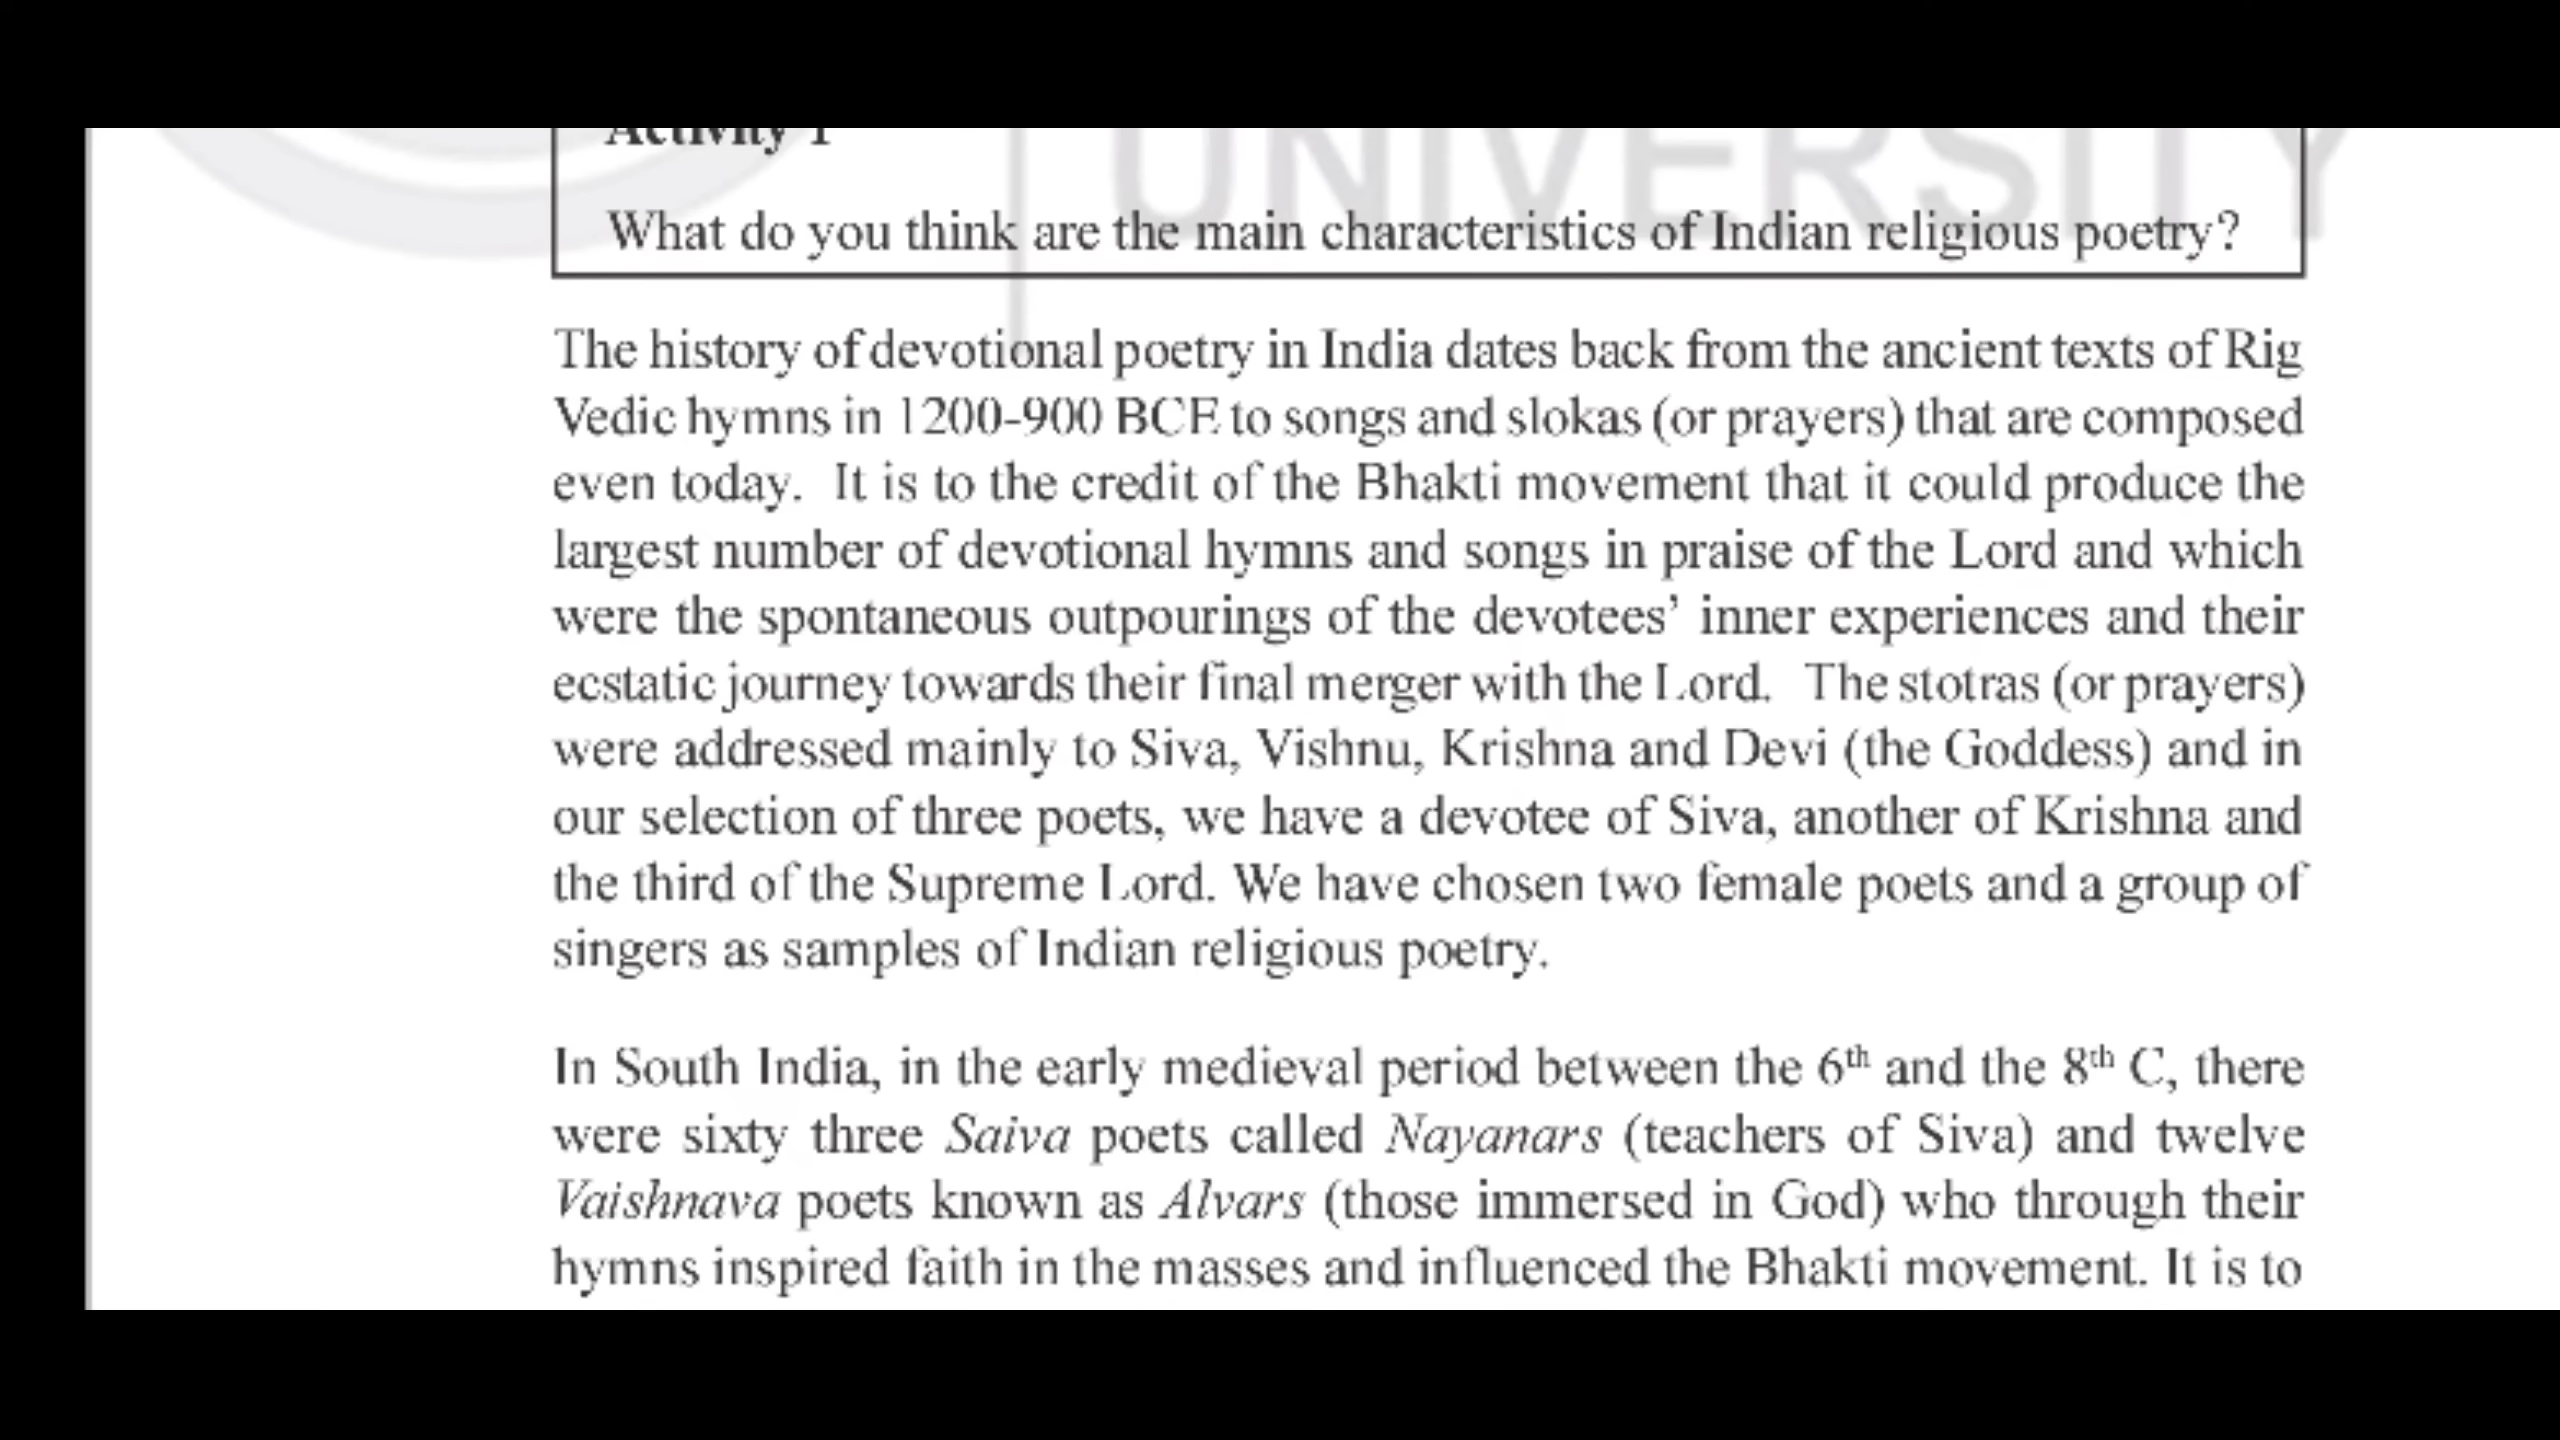 Activity 1
UNIVERSITY
What do you think are the main characteristics of Indian religious poetry?
The history of devotional poetry in India dates back from the ancient texts of Rig
Vedic hymns in 1200-900 BCE to songs and slokas (or prayers) that are composed
even today. It is to the credit of the Bhakti movement that it could produce the
largest number of devotional hymns and songs in praise of the Lord and which
were the spontaneous outpourings of the devotees’ inner experiences and their
ecstatic journey towards their final merger with the Lord. The stotras (or prayers)
were addressed mainly to Siva, Vishnu, Krishna and Devi (the Goddess) and in
our selection of three poets, we have a devotee of Siva, another of Krishna and
the third of the Supreme Lord. We have chosen two female poets and a group of
singers as samples of Indian religious poetry.
In South India, in the early medieval period between the 6th and the 8th C, there
were sixty three Saiva poets called Nayanars (teachers of Siva) and twelve
Vaishnava poets known as Alvars (those immersed in God) who through their
hymns inspired faith in the masses and influenced the Bhakti movement. It is to